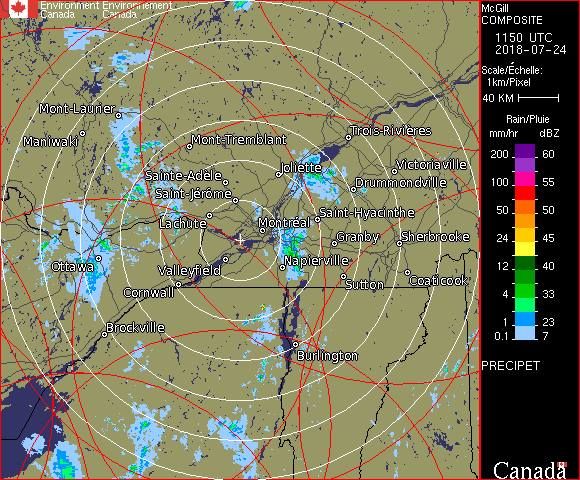 Environment Environnement
Canada Canada
McGill
COMPOSITE
1150 UTC
2018-07-24
Scale/Échelle:
1km/Pixel
40 KM
Rain/Pluie
mm/hr dBZ
200 60
100 55
50 50
24 45
12 40
4 33
1 23
0.1 7
PRECIPET
Canada
Mont-Laurier
Maniwaki
Mont-Tremblant
Trois-Rivières
Joliette
Victoriaville
Sainte-Adèle
Drummondville
Saint-Jérôme
Lachute
Saint-Hyacinthe
Montréal
Granby
Sherbrooke
Ottawa
Valleyfield
Napierville
Cornwall
Sutton
Coaticook
Brockville
Burlington